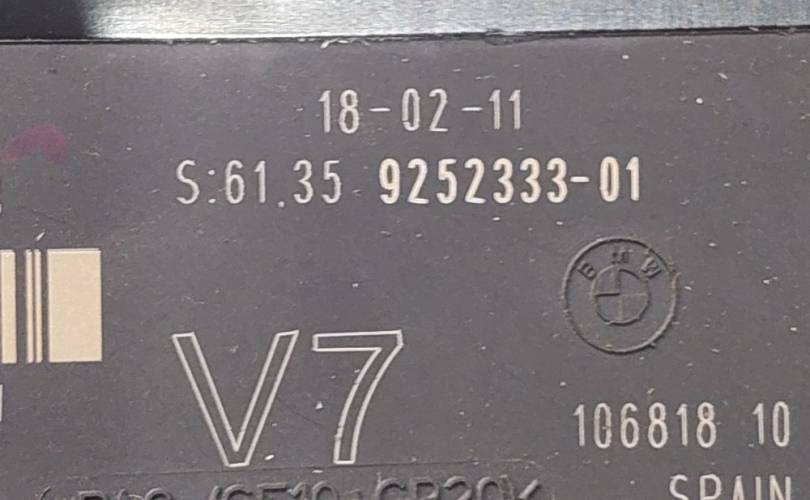 18-02-11
S:61.35 9252333-01
BMW
V7
106818 10
SPAIN